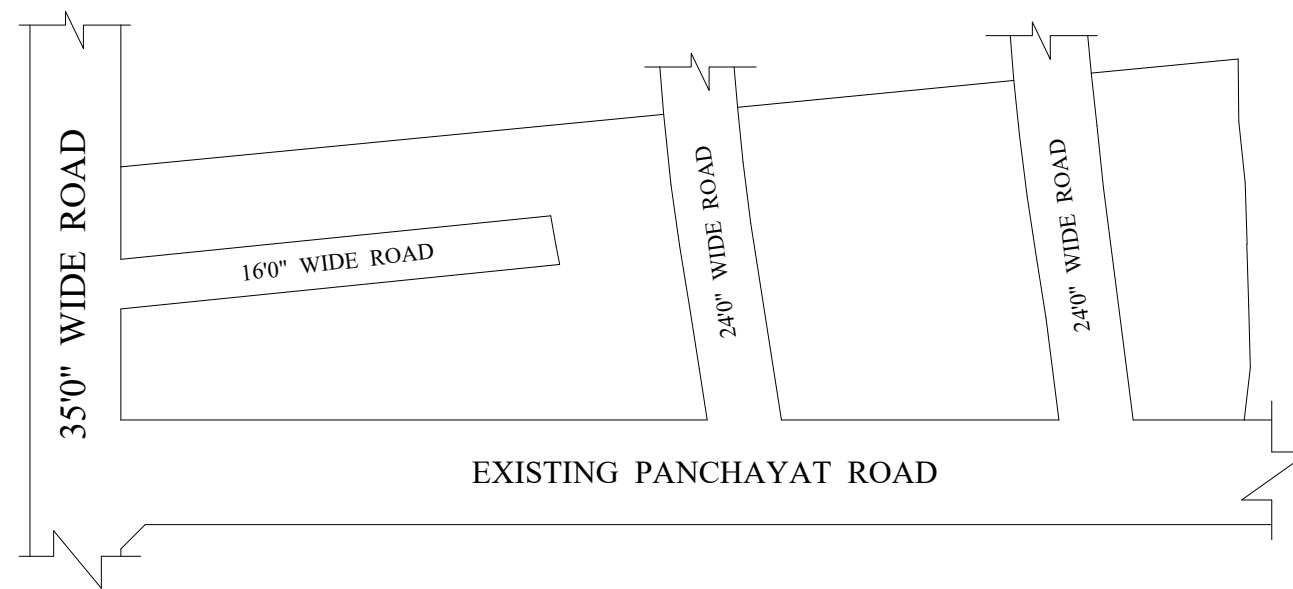 35'0" WIDE ROAD
16'0" WIDE ROAD
24'0" WIDE ROAD
24'0" WIDE ROAD
EXISTING PANCHAYAT ROAD